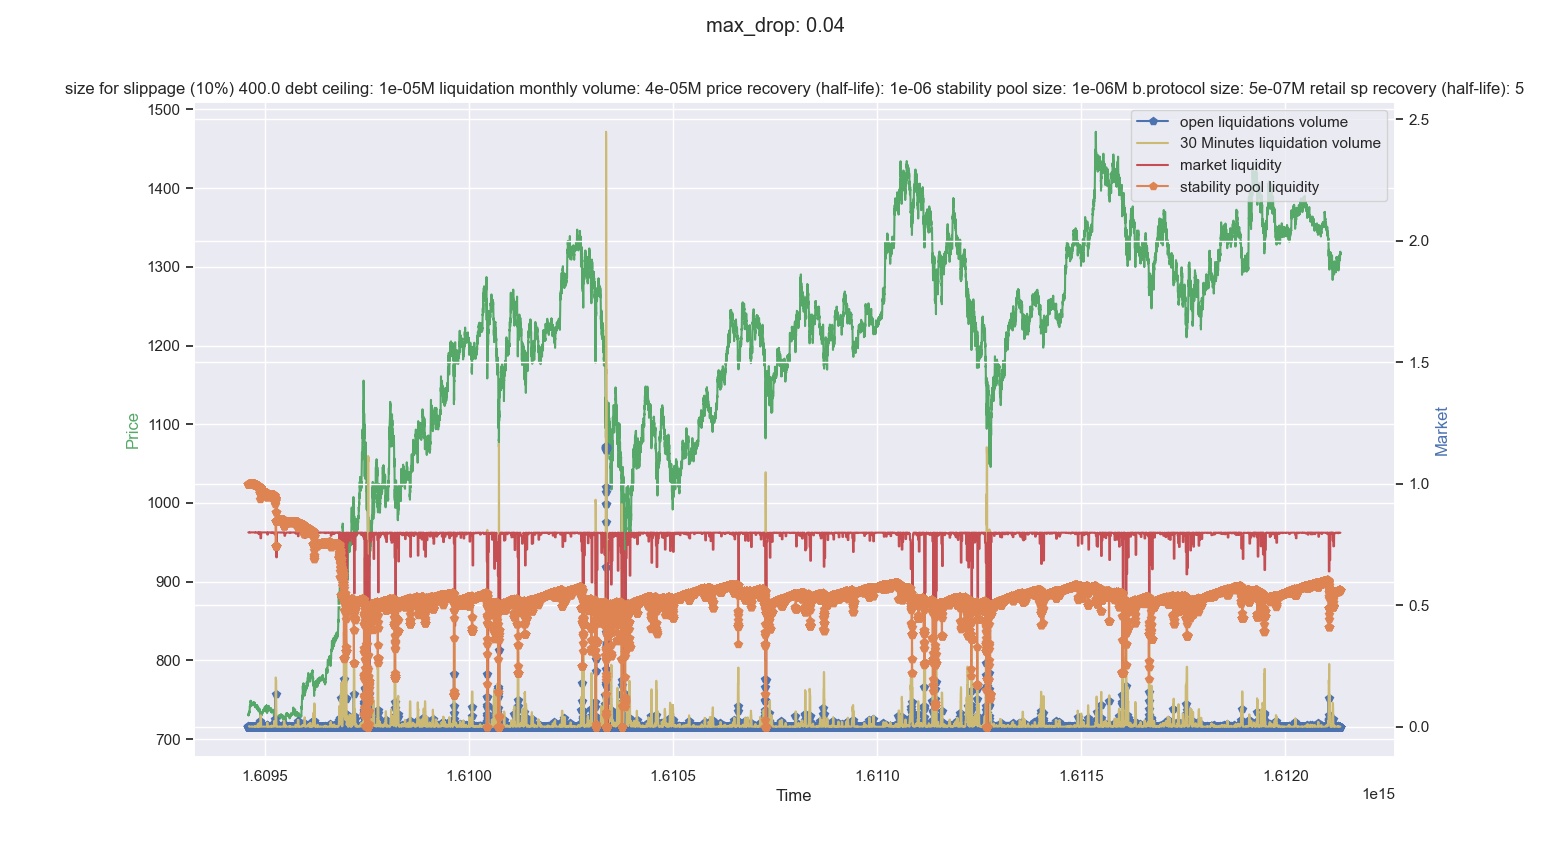 max_drop: 0.04
size for slippage (10%) 400.0 debt ceiling: 1e-05M liquidation monthly volume: 4e-05M price recovery (half-life): 1e-06 stability pool size: 1e-06M b.protocol size: 5e-07M retail sp recovery (half-life): 5
1500
1400
1300
1200
1100
1000
900
800
700
Price
open liquidations volume
30 Minutes liquidation volume
market liquidity
stability pool liquidity
2.5
2.0
1.5
1.0
0.5
0.0
Market
1.6095
1.6100
1.6105
1.6110
1.6115
1.6120
Time
1e15